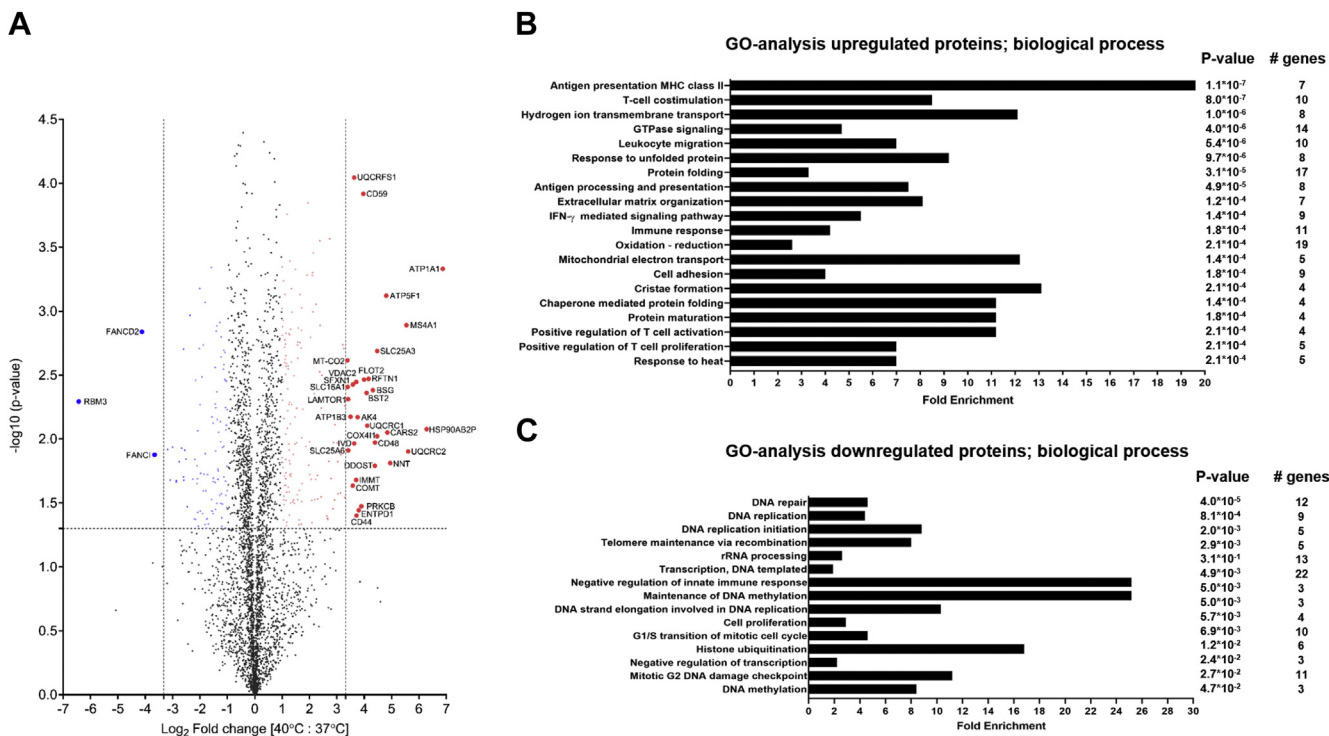 A
4.5
4.0
3.5
3.0
2.5
2.0
1.5
1.0
0.5
0.0
-log10 (p-value)
UQCRFS1
CD59
ATP1A1
ATP5F1
MS4A1
FANCD2
SLC25A3
MT-CO2
VDAC2
FLOT2
SFXN1
RFTN1
SLC16A1
BSG
LAMTOR1
BST2
RBM3
ATP1B3
AK4
UQCRC1
HSP90AB2P
COX4I1
CARS2
IVD
CD48
SLC25A6
UQCRC2
FANCI
DDOST
NNT
IMMT
COMT
PRKCB
ENTPD1
CD44
-7 -6 -5 -4 -3 -2 -1 0 1 2 3 4 5 6 7
Log2 Fold change [40°C : 37°C]
B
GO-analysis upregulated proteins; biological process
P-value # genes
Antigen presentation MHC class II 1.1*10-7 7
T-cell costimulation 8.0*10-7 10
Hydrogen ion transmembrane transport 1.0*10-6 8
GTPase signaling 4.0*10-6 14
Leukocyte migration 5.4*10-6 10
Response to unfolded protein 9.7*10-6 8
Protein folding 3.1*10-5 17
Antigen processing and presentation 4.9*10-5 8
Extracellular matrix organization 1.2*10-4 7
IFN-γ mediated signaling pathway 1.4*10-4 9
Immune response 1.8*10-4 11
Oxidation - reduction 2.1*10-4 19
Mitochondrial electron transport 1.4*10-4 5
Cell adhesion 1.8*10-4 9
Cristae formation 2.1*10-4 4
Chaperone mediated protein folding 1.4*10-4 4
Protein maturation 1.8*10-4 4
Positive regulation of T cell activation 2.1*10-4 4
Positive regulation of T cell proliferation 2.1*10-4 5
Response to heat 2.1*10-4 5
0 1 2 3 4 5 6 7 8 9 10 11 12 13 14 15 16 17 18 19 20
Fold Enrichment
C
GO-analysis downregulated proteins; biological process
P-value # genes
DNA repair 4.0*10-5 12
DNA replication 8.1*10-4 9
DNA replication initiation 2.0*10-3 5
Telomere maintenance via recombination 2.9*10-3 5
rRNA processing 3.1*10-1 13
Transcription, DNA templated 4.9*10-3 22
Negative regulation of innate immune response 5.0*10-3 3
Maintenance of DNA methylation 5.0*10-3 3
DNA strand elongation involved in DNA replication 5.7*10-3 4
Cell proliferation 6.9*10-3 10
G1/S transition of mitotic cell cycle 1.2*10-2 6
Histone ubiquitination 2.4*10-2 3
Negative regulation of transcription 2.7*10-2 11
Mitotic G2 DNA damage checkpoint 4.7*10-2 3
DNA methylation
0 2 4 6 8 10 12 14 16 18 20 22 24 26 28 30
Fold Enrichment